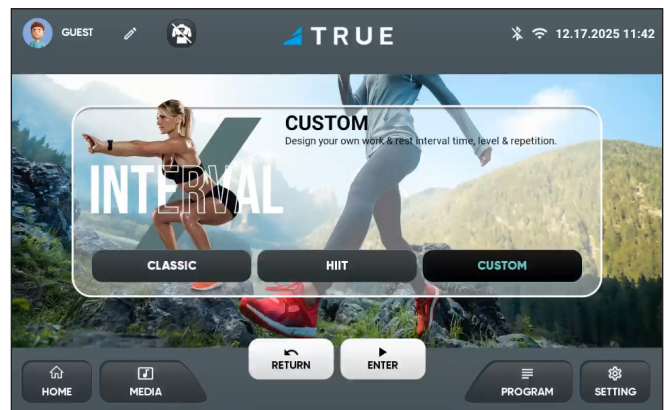 GUEST
TRUE
12.17.2025 11:42
CUSTOM
Design your own work & rest interval time, level & repetition.
INTERVAL
CLASSIC
HIIT
CUSTOM
RETURN
ENTER
HOME
MEDIA
PROGRAM
SETTING